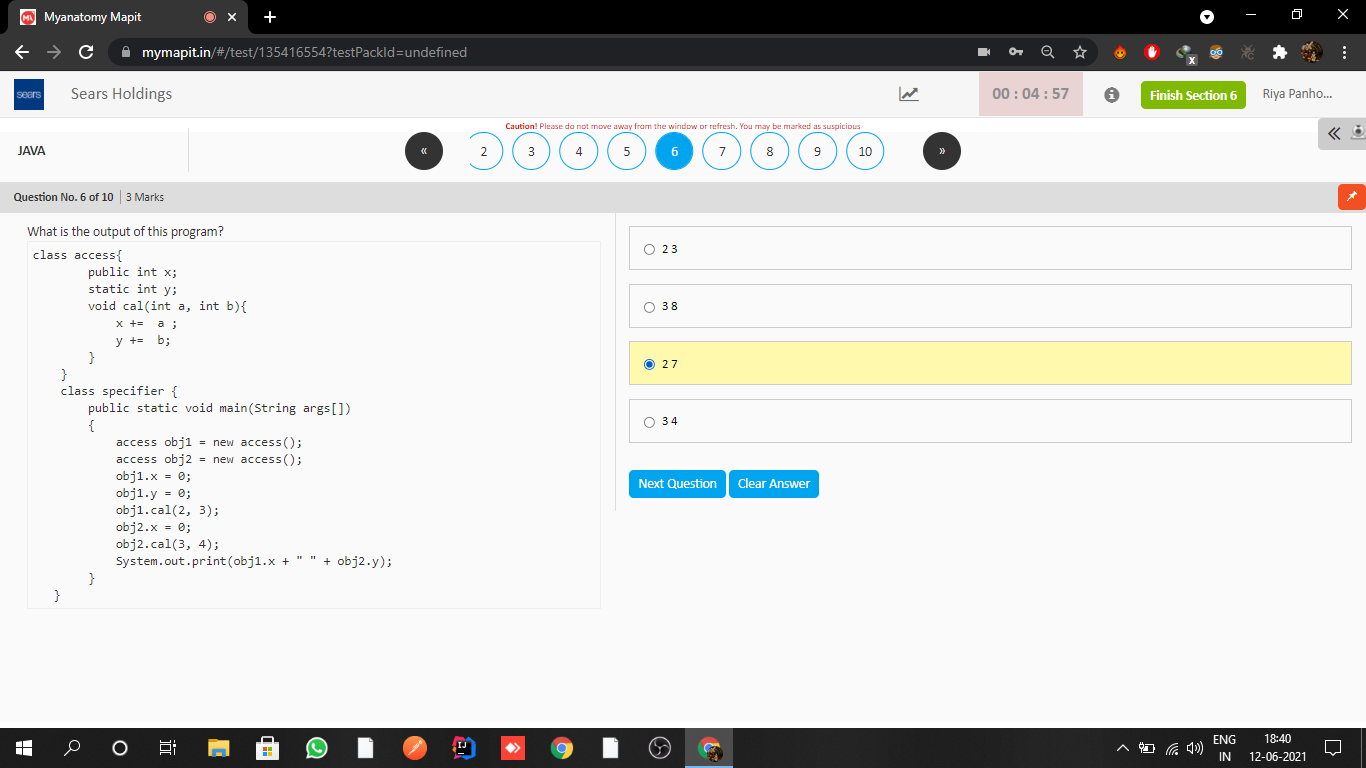 Myanatomy Mapit
mymapit.in/#/test/135416554?testPackId=undefined
x
sears
Sears Holdings
00 : 04 : 57
Finish Section 6
Riya Panho...
Caution! Please do not move away from the window or refresh, You may be marked as suspicious
JAVA
« 2 3 4 5 6 7 8 9 10 »
Question No. 6 of 10 | 3 Marks
What is the output of this program?
class access{
public int x;
static int y;
void cal(int a, int b){
x +=  a ;
y +=  b;
}
}
class specifier {
public static void main(String args[])
{
access obj1 = new access();
access obj2 = new access();
obj1.x = 0;
obj1.y = 0;
obj1.cal(2, 3);
obj2.x = 0;
obj2.cal(3, 4);
System.out.print(obj1.x + " " + obj2.y);
}
}
2 3
3 8
2 7
3 4
Next Question
Clear Answer
ENG
IN
18:40
12-06-2021